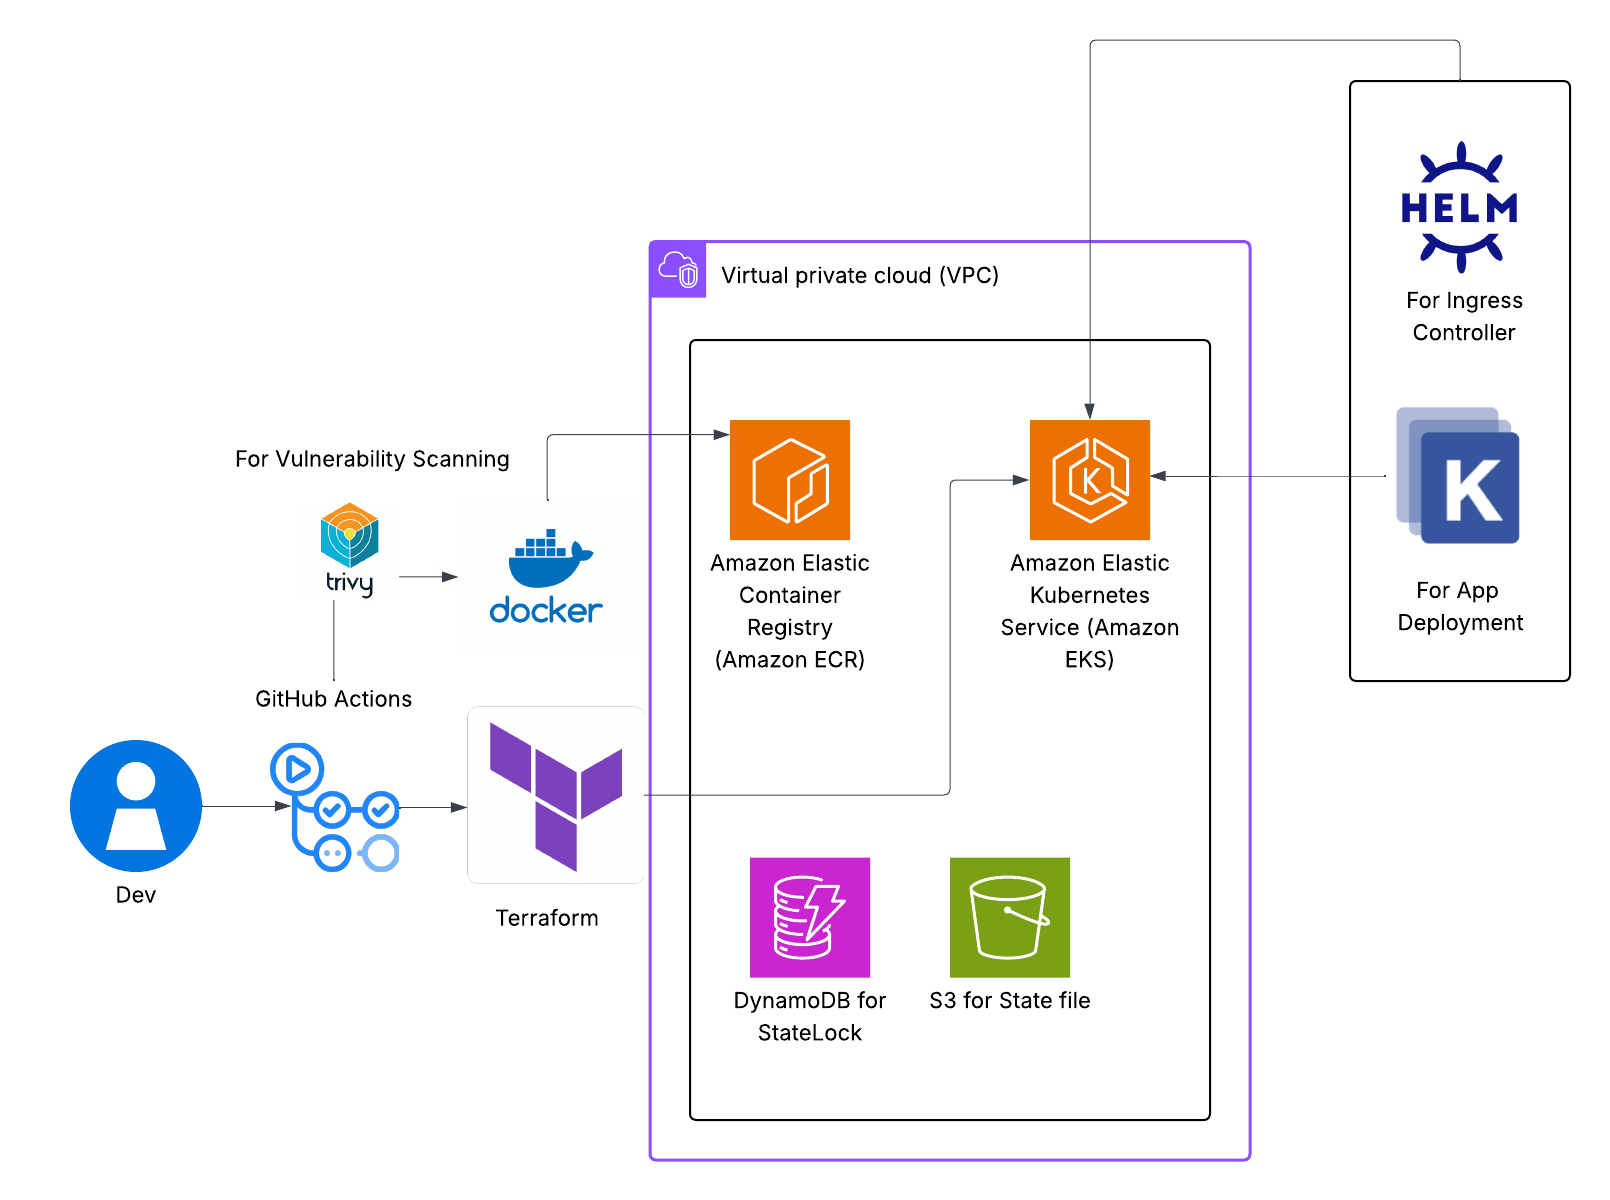 Virtual private cloud (VPC)
HELM
For Ingress
Controller
K
For App
Deployment
For Vulnerability Scanning
trivy
docker
Amazon Elastic
Container
Registry
(Amazon ECR)
K
Amazon Elastic
Kubernetes
Service (Amazon
EKS)
GitHub Actions
Dev
Terraform
DynamoDB for
StateLock
S3 for State file